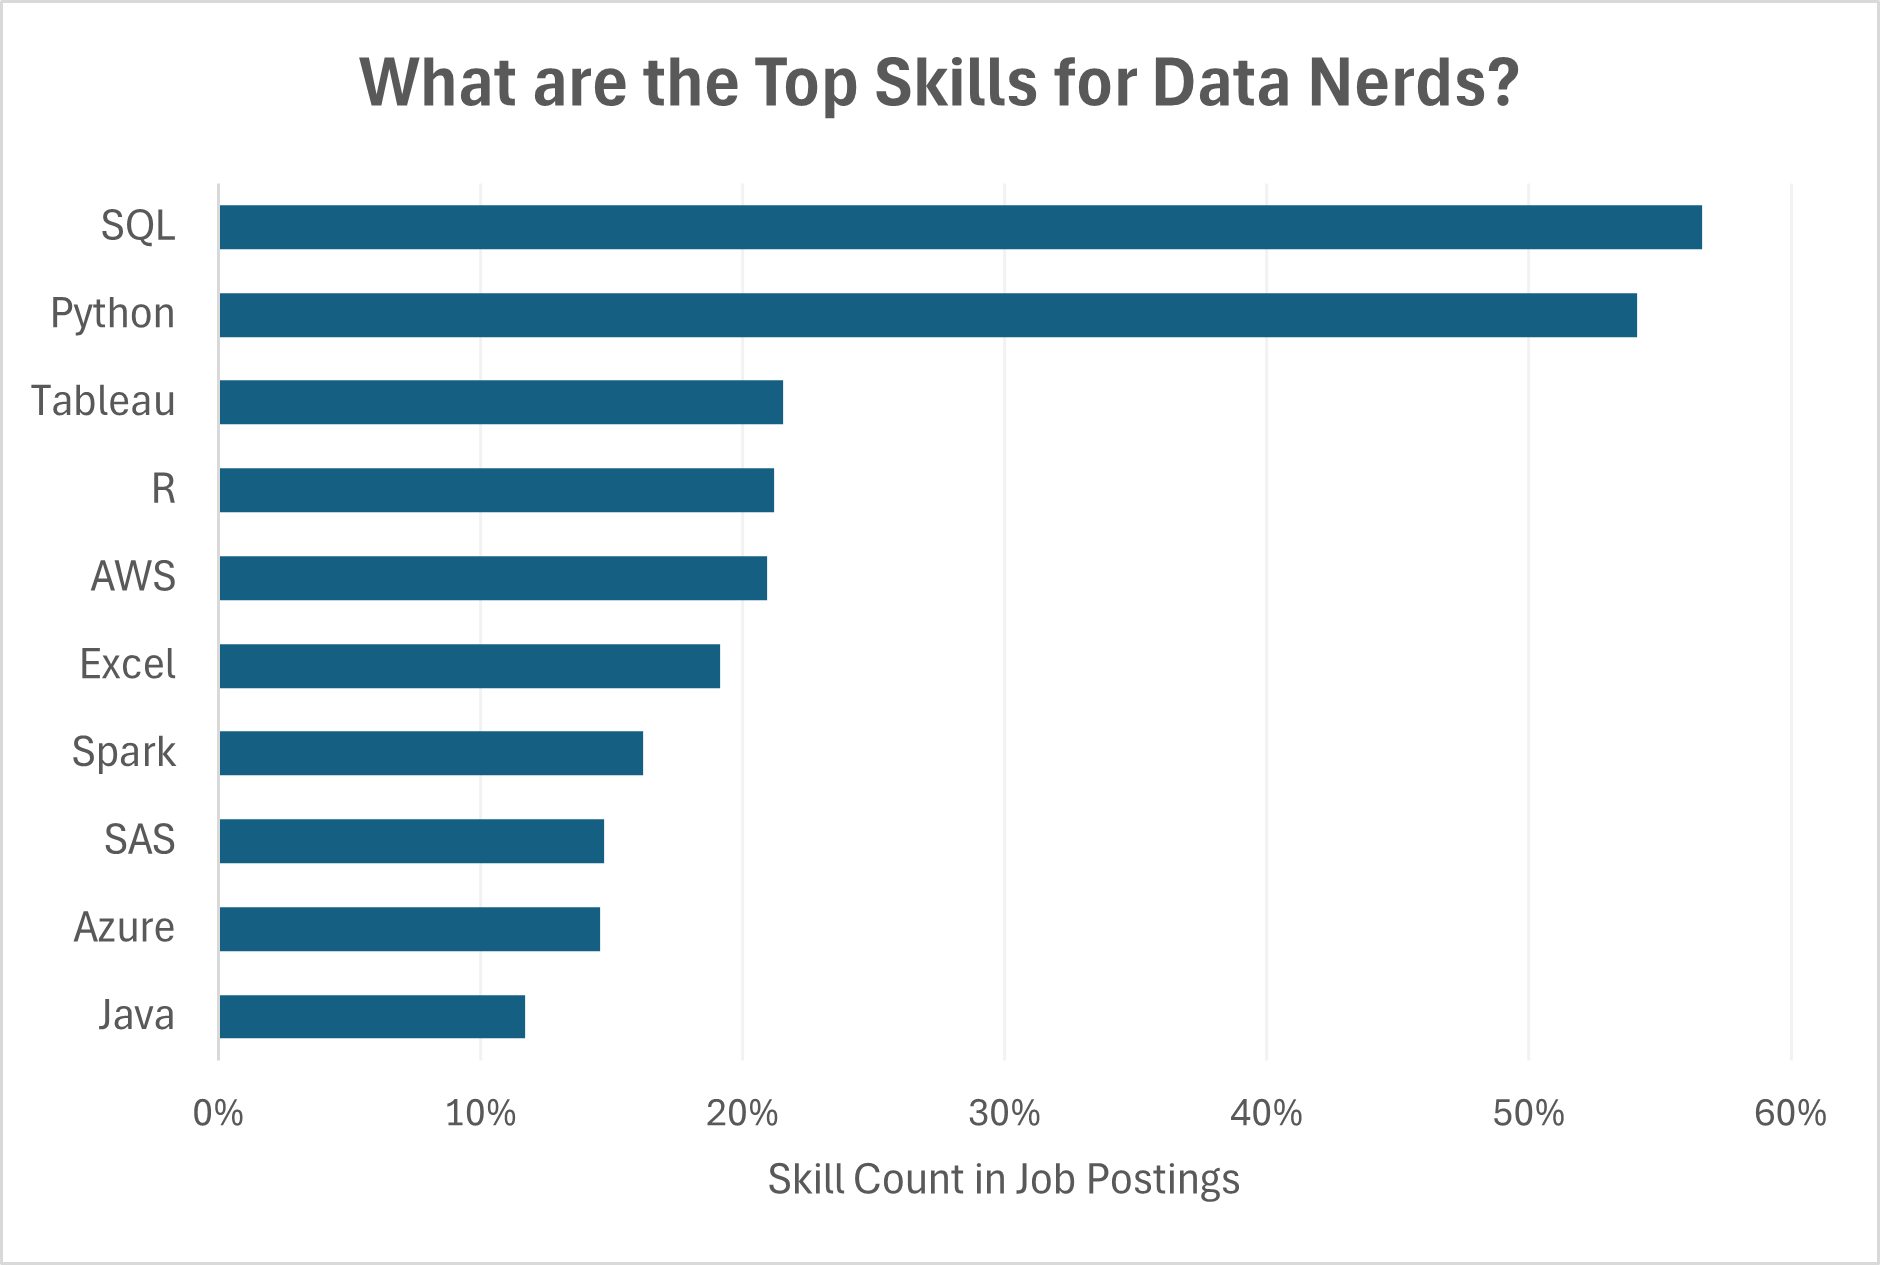 What are the Top Skills for Data Nerds?
SQL
Python
Tableau
R
AWS
Excel
Spark
SAS
Azure
Java
0% 10% 20% 30% 40% 50% 60%
Skill Count in Job Postings